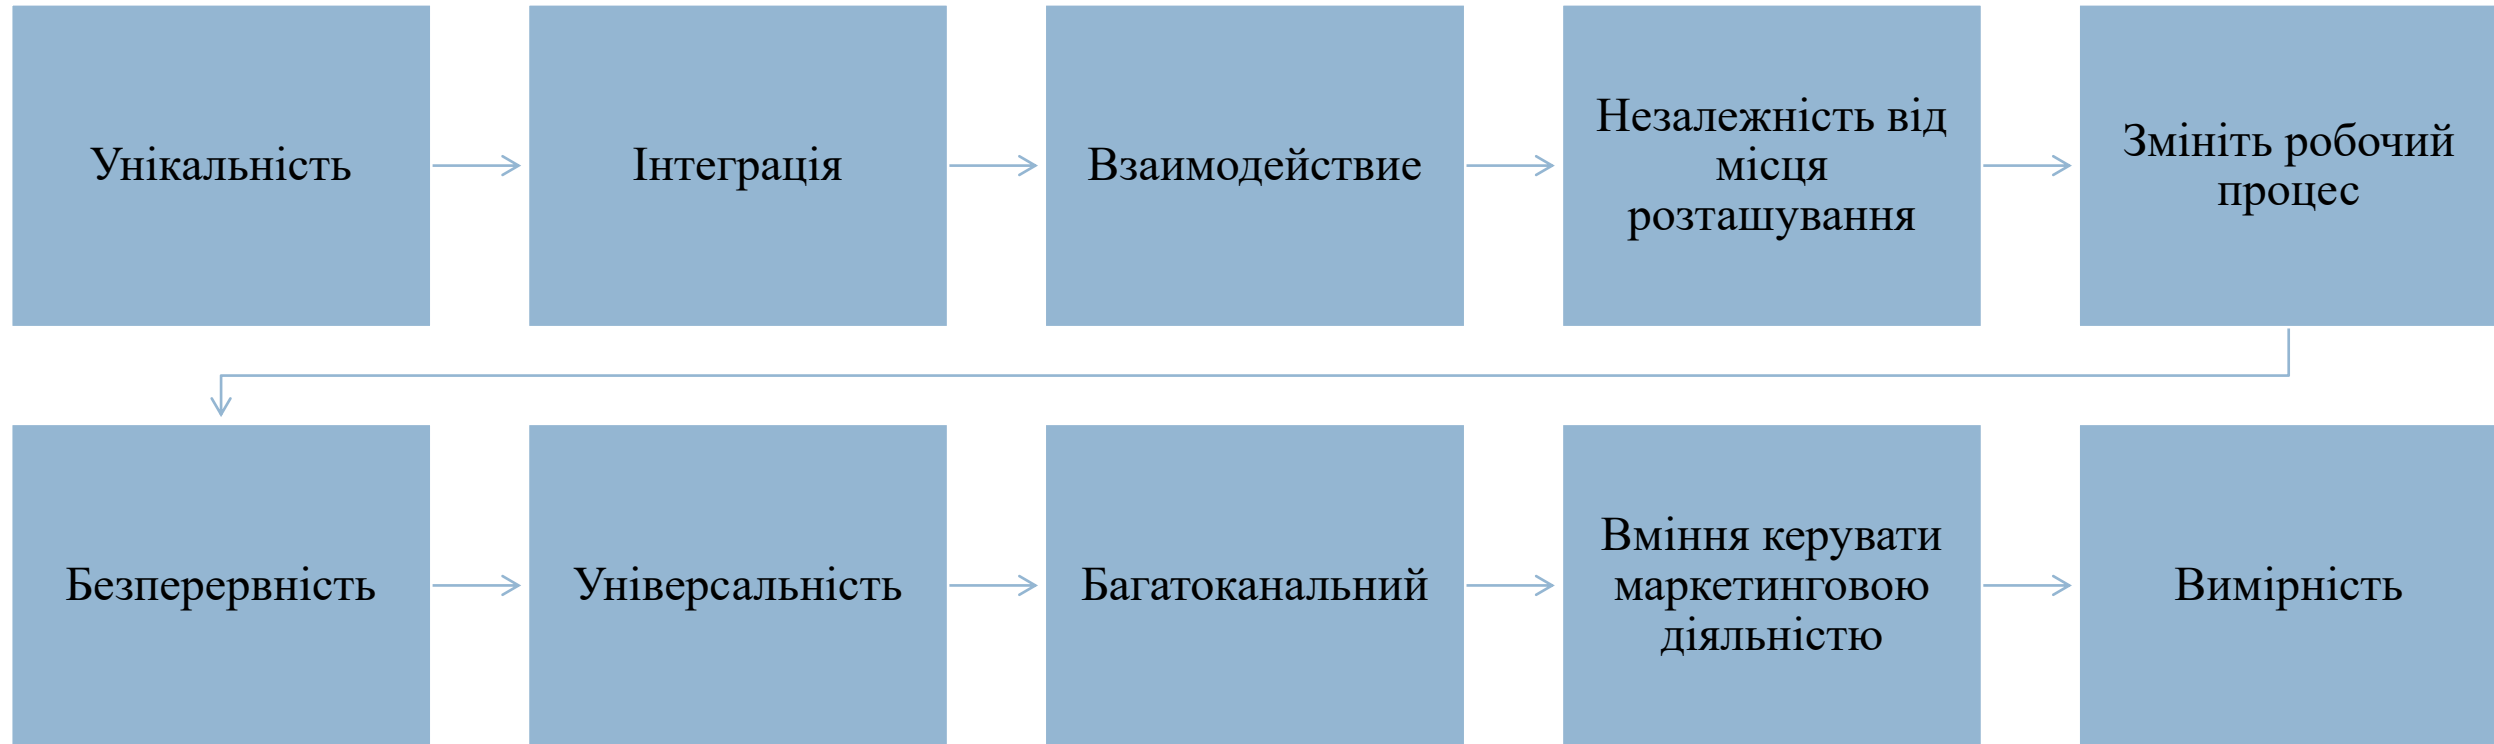 Унікальність
Інтеграція
Взаимодействие
Незалежність від
місця
розташування
Змініть робочий
процес
Безперервність
Універсальність
Багатоканальний
Вміння керувати
маркетинговою
діяльністю
Вимірність